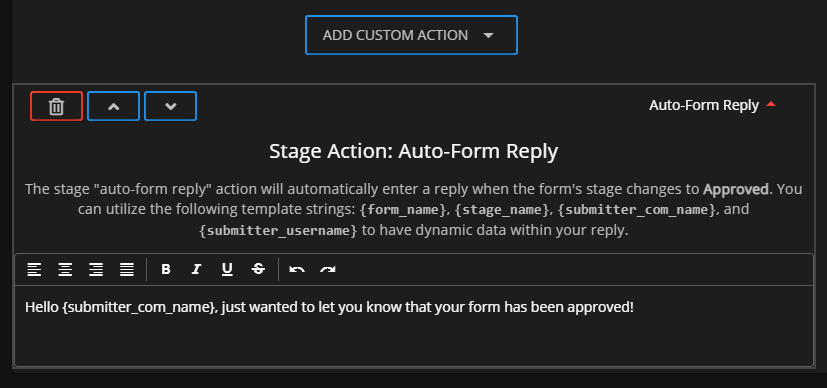 ADD CUSTOM ACTION
Auto-Form Reply
Stage Action: Auto-Form Reply
The stage "auto-form reply" action will automatically enter a reply when the form's stage changes to Approved. You
can utilize the following template strings: {form_name}, {stage_name}, {submitter_com_name}, and
{submitter_username} to have dynamic data within your reply.
B I U S
Hello {submitter_com_name}, just wanted to let you know that your form has been approved!